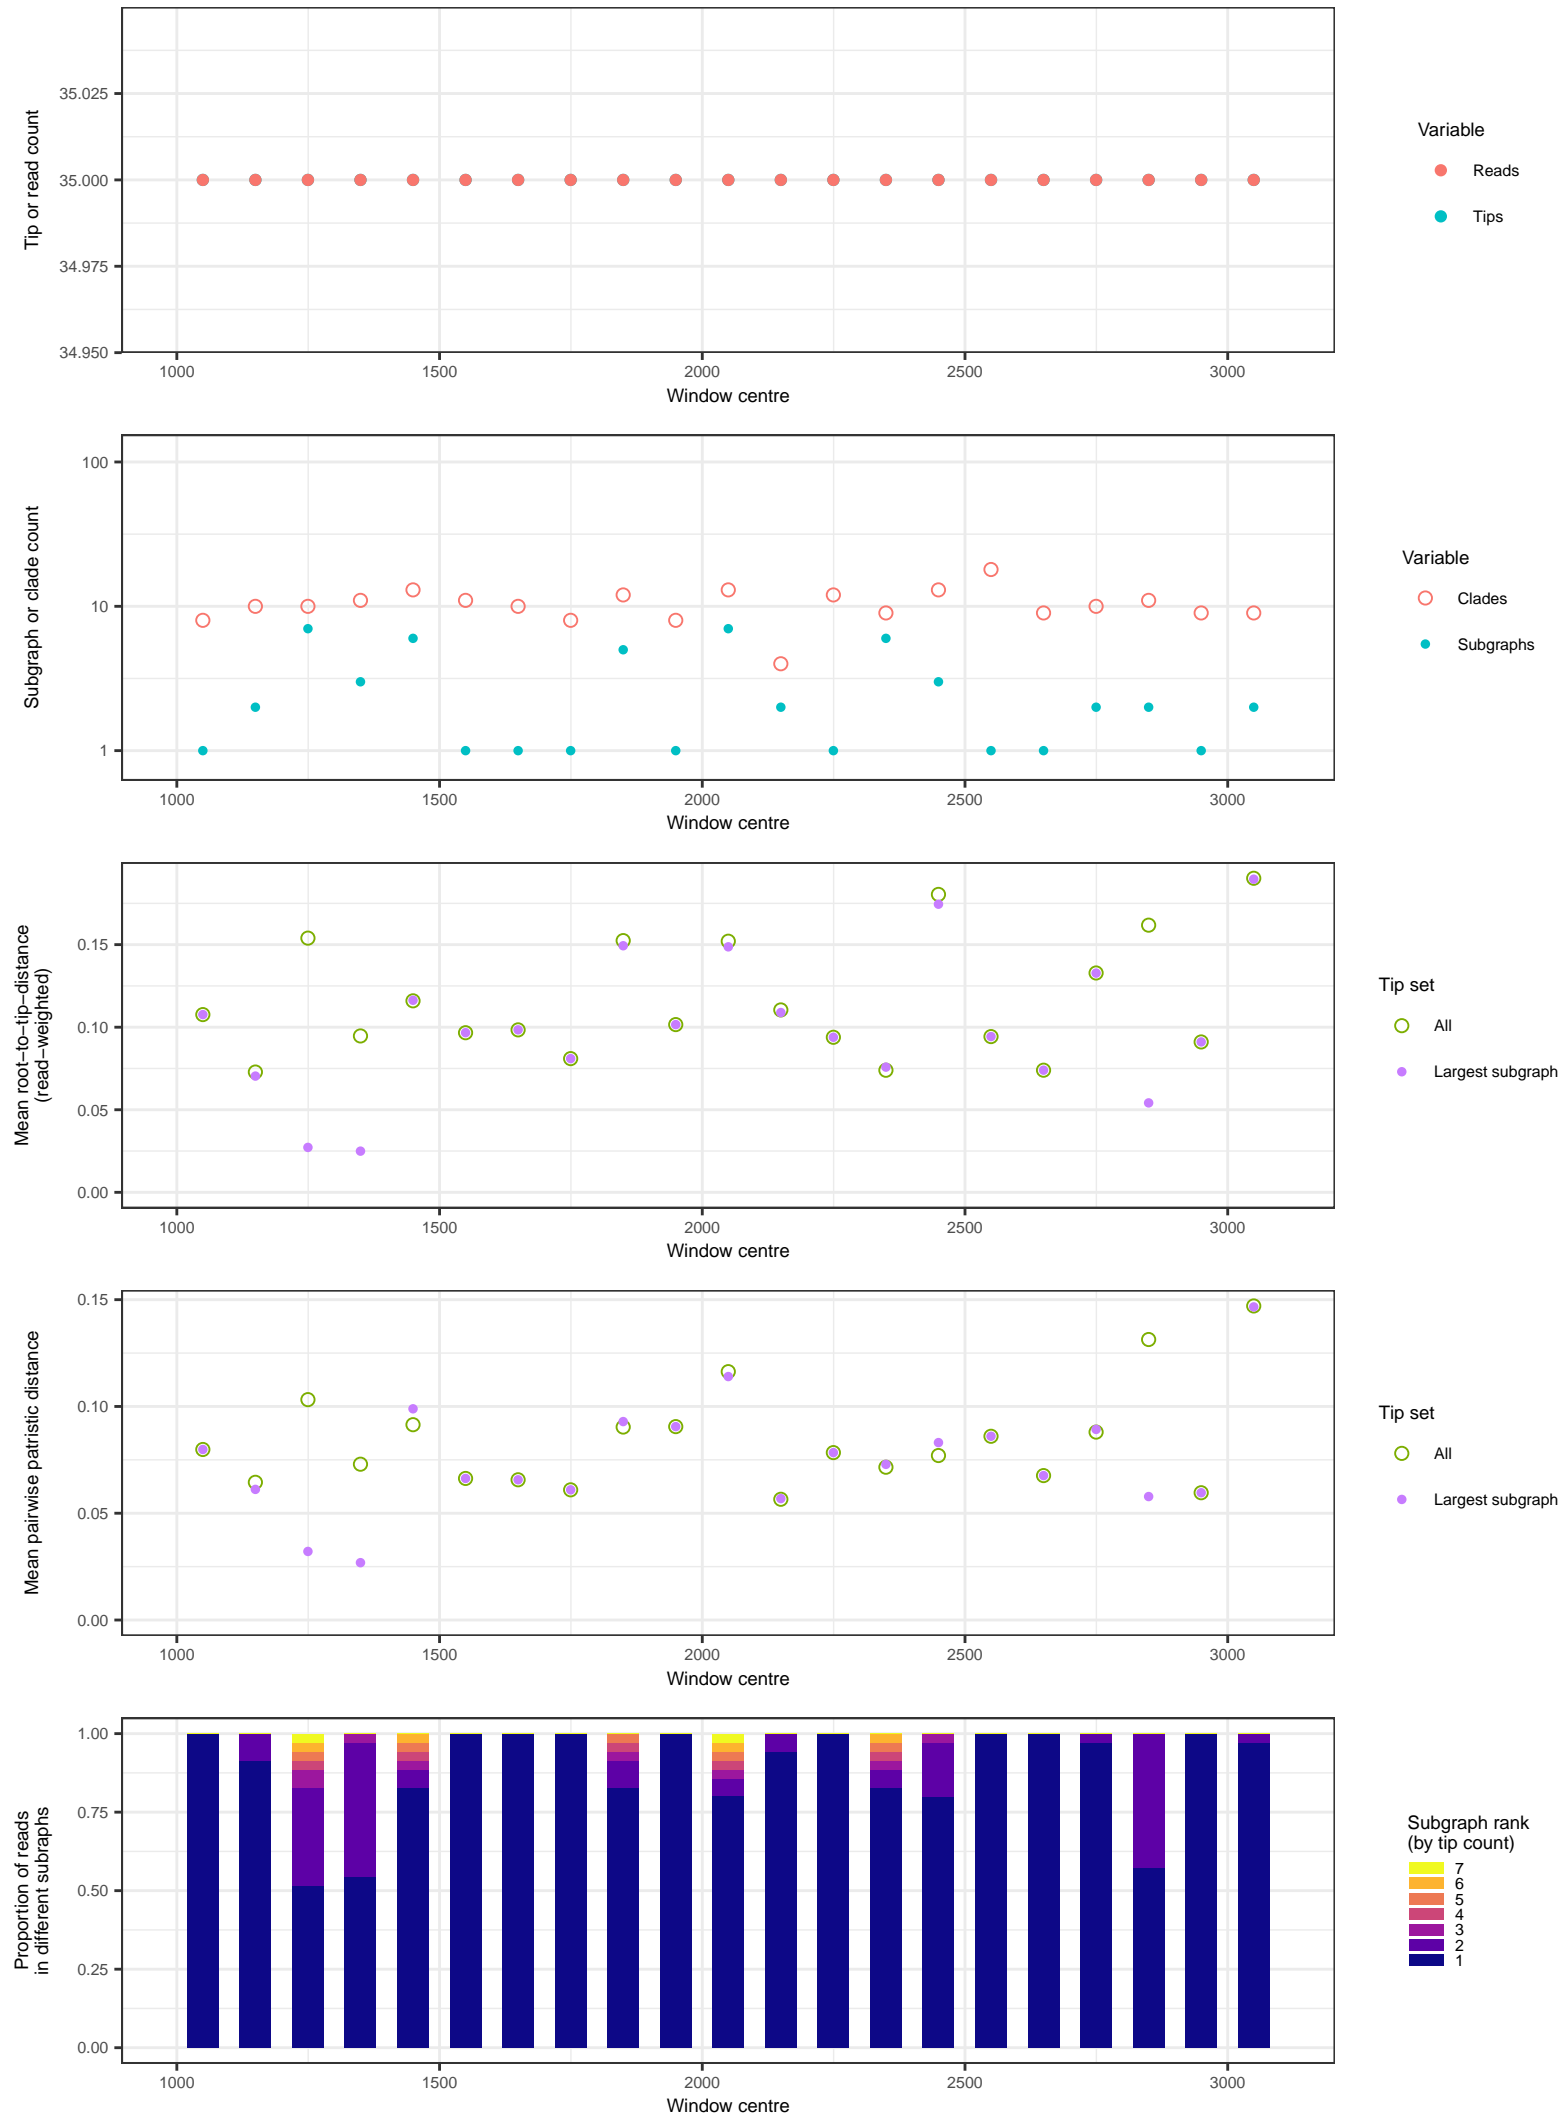 35.025
35.000
34.975
34.950
Tip or read count
1000 1500 2000 2500 3000
Window centre
Variable
Reads
Tips
100
10
1
Subgraph or clade count
1000 1500 2000 2500 3000
Window centre
Variable
Clades
Subgraphs
0.15
0.10
0.05
0.00
Mean root−to−tip−distance
(read−weighted)
1000 1500 2000 2500 3000
Window centre
Tip set
All
Largest subgraph
0.15
0.10
0.05
0.00
Mean pairwise patristic distance
1000 1500 2000 2500 3000
Window centre
Tip set
All
Largest subgraph
1.00
0.75
0.50
0.25
0.00
Proportion of reads
in different subraphs
1000 1500 2000 2500 3000
Window centre
Subgraph rank
(by tip count)
7
6
5
4
3
2
1